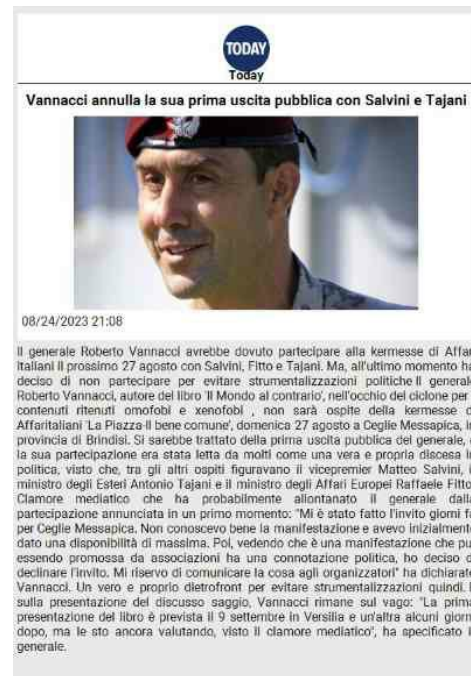 TODAY
Today
Vannacci annulla la sua prima uscita pubblica con Salvini e Tajani
08/24/2023 21:08
Il generale Roberto Vannacci avrebbe dovuto partecipare alla kermesse di Affar
italiani il prossimo 27 agosto con Salvini, Fitto e Tajani. Ma, all'ultimo momento ha
deciso di non partecipare per evitare strumentalizzazioni politiche Il generale
Roberto Vannacci, autore del libro 'Il Mondo al contrario', nell'occhio del ciclone per
contenuti ritenuti omofobi e xenofobi , non sarà ospite della kermesse d
Affaritaliani 'La Piazza-Il bene comune', domenica 27 agosto a Ceglie Messapica, in
provincia di Brindisi. Si sarebbe trattato della prima uscita pubblica del generale,
la sua partecipazione era stata letta da molti come una vera e propria discesa in
politica, visto che, tra gli altri ospiti figuravano il vicepremier Matteo Salvini, i
ministro degli Esteri Antonio Tajani e il ministro degli Affari Europei Raffaele Fitto.
Clamore mediatico che ha probabilmente allontanato il generale dalla
partecipazione annunciata in un primo momento: "Mi è stato fatto l'invito giorni fa
per Ceglie Messapica. Non conoscevo bene la manifestazione e avevo inizialmente
dato una disponibilità di massima. Poi, vedendo che è una manifestazione che pu
essendo promossa da associazioni ha una connotazione politica, ho deciso d
declinare l'invito. Mi riservo di comunicare la cosa agli organizzatori" ha dichiarato
Vannacci. Un vero e proprio dietrofront per evitare strumentalizzazioni quindi.
sulla presentazione del discusso saggio, Vannacci rimane sul vago: "La prima
presentazione del libro è prevista il 9 settembre in Versilia e un'altra alcuni giorni
dopo, ma le sto ancora valutando, visto il clamore mediatico", ha specificato i
generale.